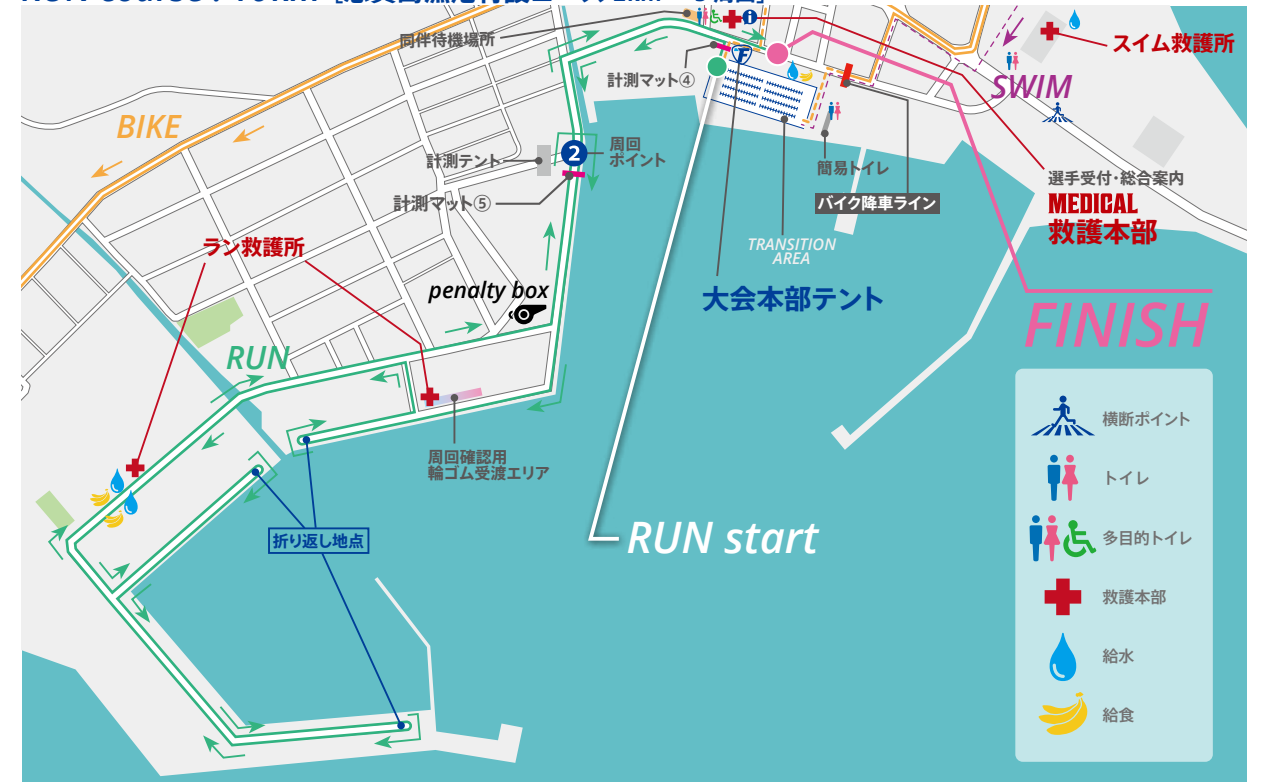 同伴待機場所
計測マット④
スイム救護所
SWIM
BIKE
2
周回
ポイント
計測テント
計測マット⑤
簡易トイレ
バイク降車ライン
選手受付・総合案内
MEDICAL
救護本部
ラン救護所
TRANSITION
AREA
penalty box
大会本部テント
FINISH
RUN
周回確認用
輪ゴム受渡エリア
折り返し地点
RUN start
横断ポイント
トイレ
多目的トイレ
救護本部
給水
給食